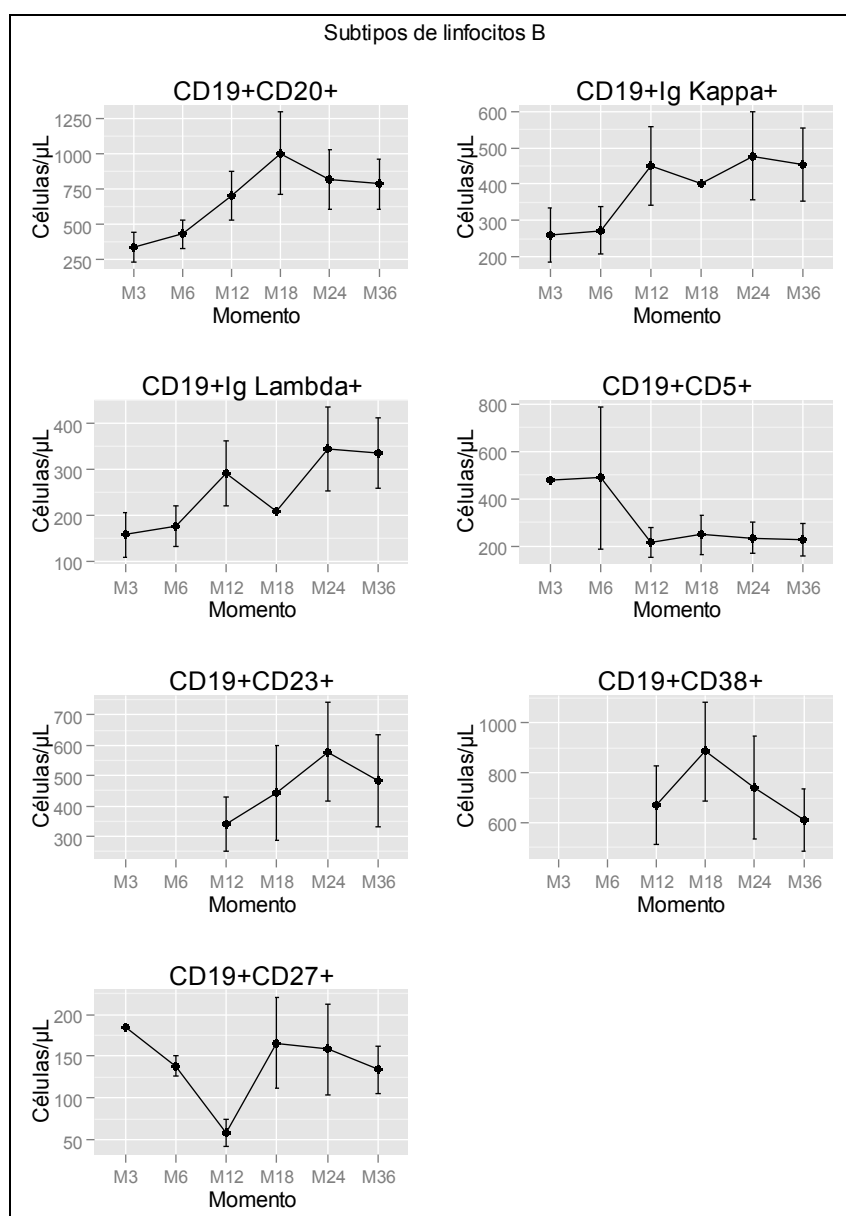 Subtipos de linfocitos B
CD19+CD20+
Células/µL
1250
1000
750
500
250
M3 M6 M12 M18 M24 M36
Momento
CD19+Ig Kappa+
Células/µL
600
500
400
300
200
M3 M6 M12 M18 M24 M36
Momento
CD19+Ig Lambda+
Células/µL
400
300
200
100
M3 M6 M12 M18 M24 M36
Momento
CD19+CD5+
Células/µL
800
600
400
200
M3 M6 M12 M18 M24 M36
Momento
CD19+CD23+
Células/µL
700
600
500
400
300
M3 M6 M12 M18 M24 M36
Momento
CD19+CD38+
Células/µL
1000
800
600
M3 M6 M12 M18 M24 M36
Momento
CD19+CD27+
Células/µL
200
150
100
50
M3 M6 M12 M18 M24 M36
Momento